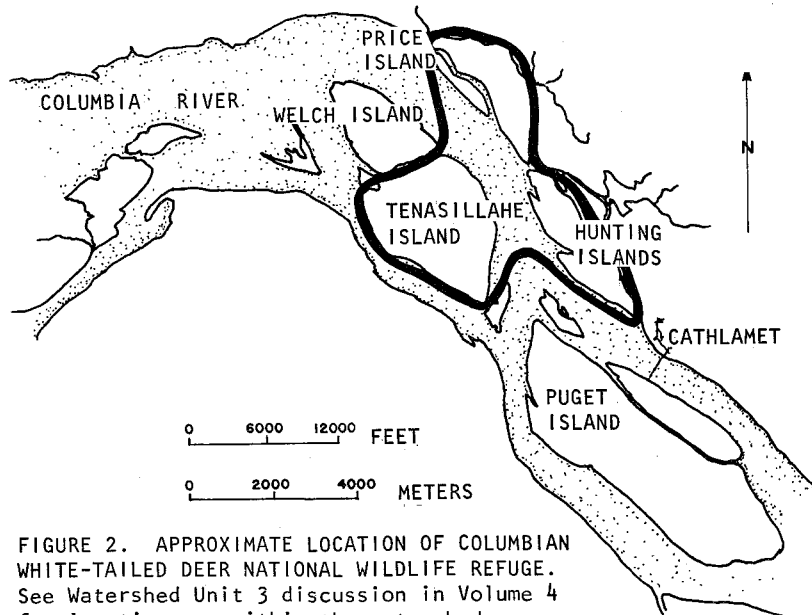 PRICE
ISLAND
COLUMBIA RIVER
WELCH ISLAND
N
TENASILLAHE
ISLAND
HUNTING
ISLANDS
CATHLAMET
PUGET
ISLAND
0 6000 12000 FEET
0 2000 4000 METERS
FIGURE 2. APPROXIMATE LOCATION OF COLUMBIAN
WHITE-TAILED DEER NATIONAL WILDLIFE REFUGE.
See Watershed Unit 3 discussion in Volume 4